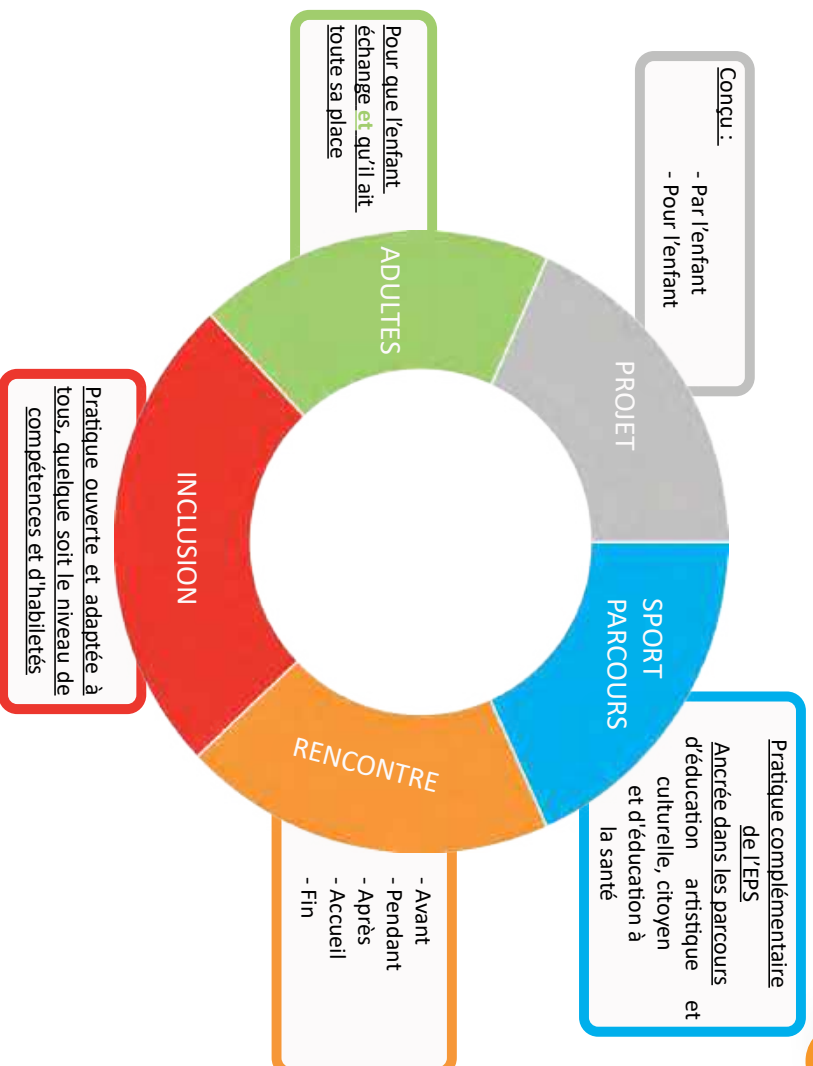 Conçu :
- Par l'enfant
- Pour l'enfant
PROJET
Pratique complémentaire
de l'EPS
Ancrée dans les parcours
d'éducation artistique et
culturelle, citoyen
et d'éducation à
la santé
SPORT
PARCOURS
Pour que l'enfant
échange et qu'il ait
toute sa place
ADULTES
RENCONTRE
- Avant
- Pendant
- Après
- Accueil
- Fin
INCLUSION
Pratique ouverte et adaptée à
tous, quelque soit le niveau de
compétences et d'habiletés